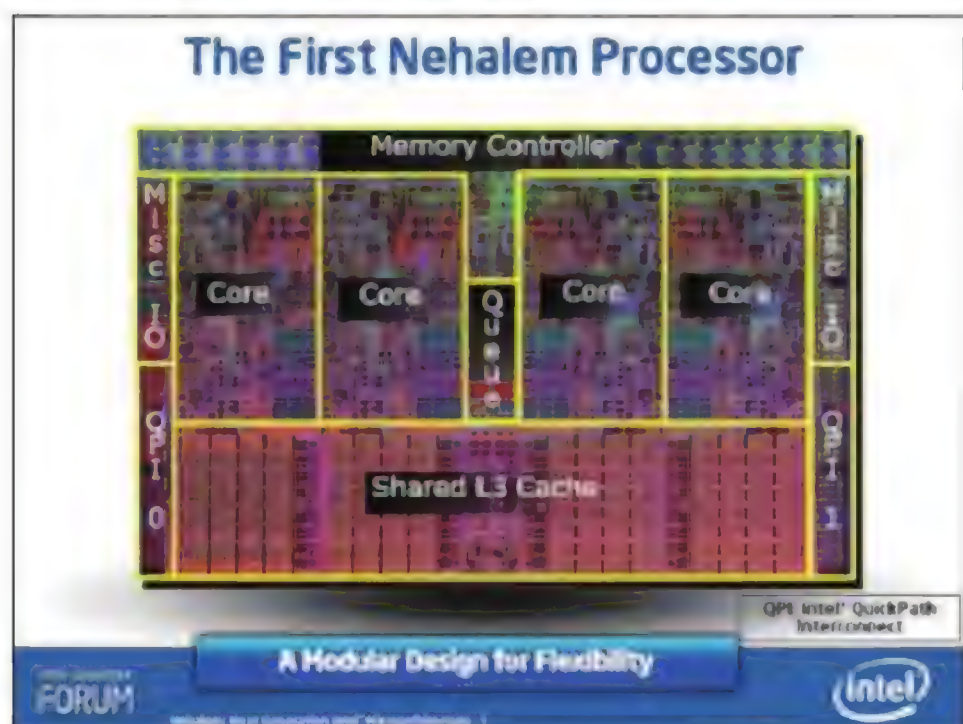 The First Nehalem Processor
Memory Controller
Misc IO
Core
Core
Queue
Core
Core
Misc IO
QPI 0
Shared L3 Cache
QPI 1
QPI: Intel® QuickPath
Interconnect
A Modular Design for Flexibility
FORUM
intel